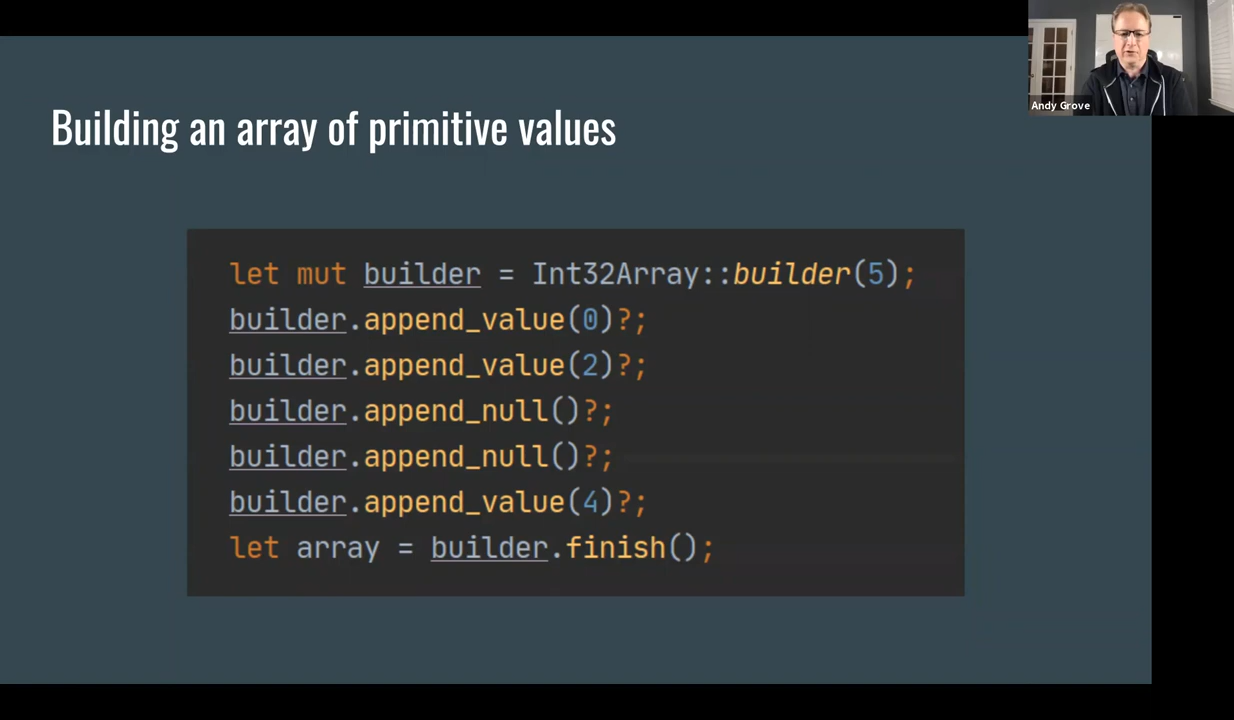 Andy Grove
Building an array of primitive values
let mut builder = Int32Array::builder(5);
builder.append_value(0)?;
builder.append_value(2)?;
builder.append_null()?;
builder.append_null()?;
builder.append_value(4)?;
let array = builder.finish();